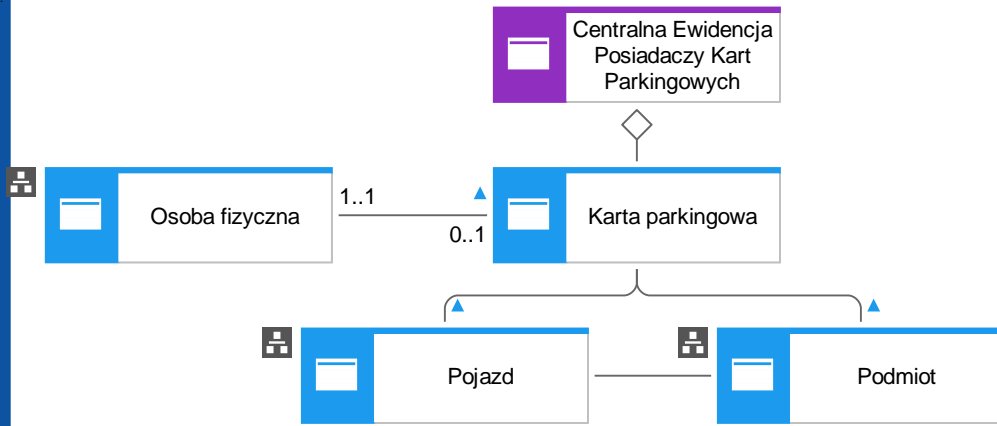 Centralna Ewidencja
Posiadaczy Kart
Parkingowych
Osoba fizyczna
1..1
0..1
Karta parkingowa
Pojazd
Podmiot